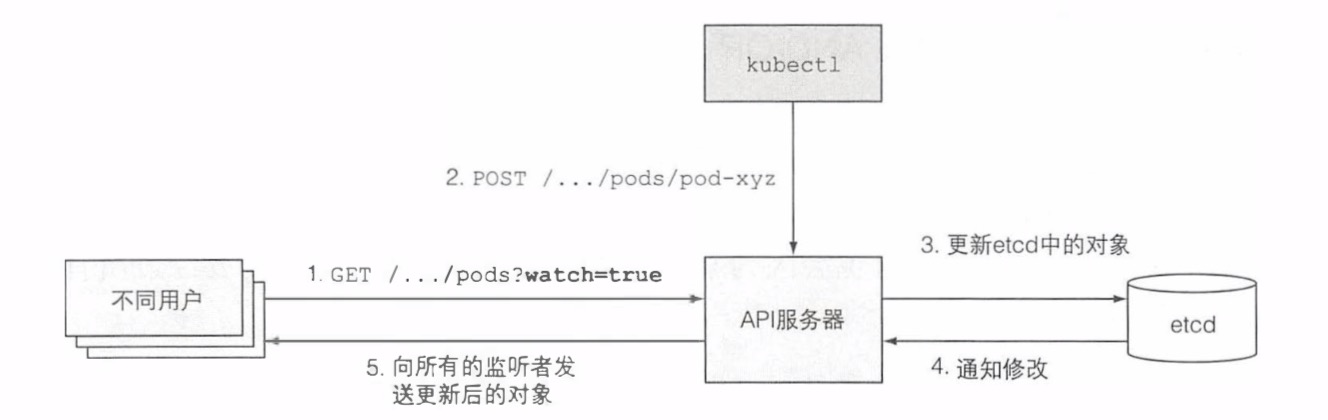 kubectl
2. POST /.../pods/pod-xyz
3. 更新etcd中的对象
1. GET /.../pods?watch=true
不同用户
API服务器
etcd
5. 向所有的监听者发
送更新后的对象
4. 通知修改